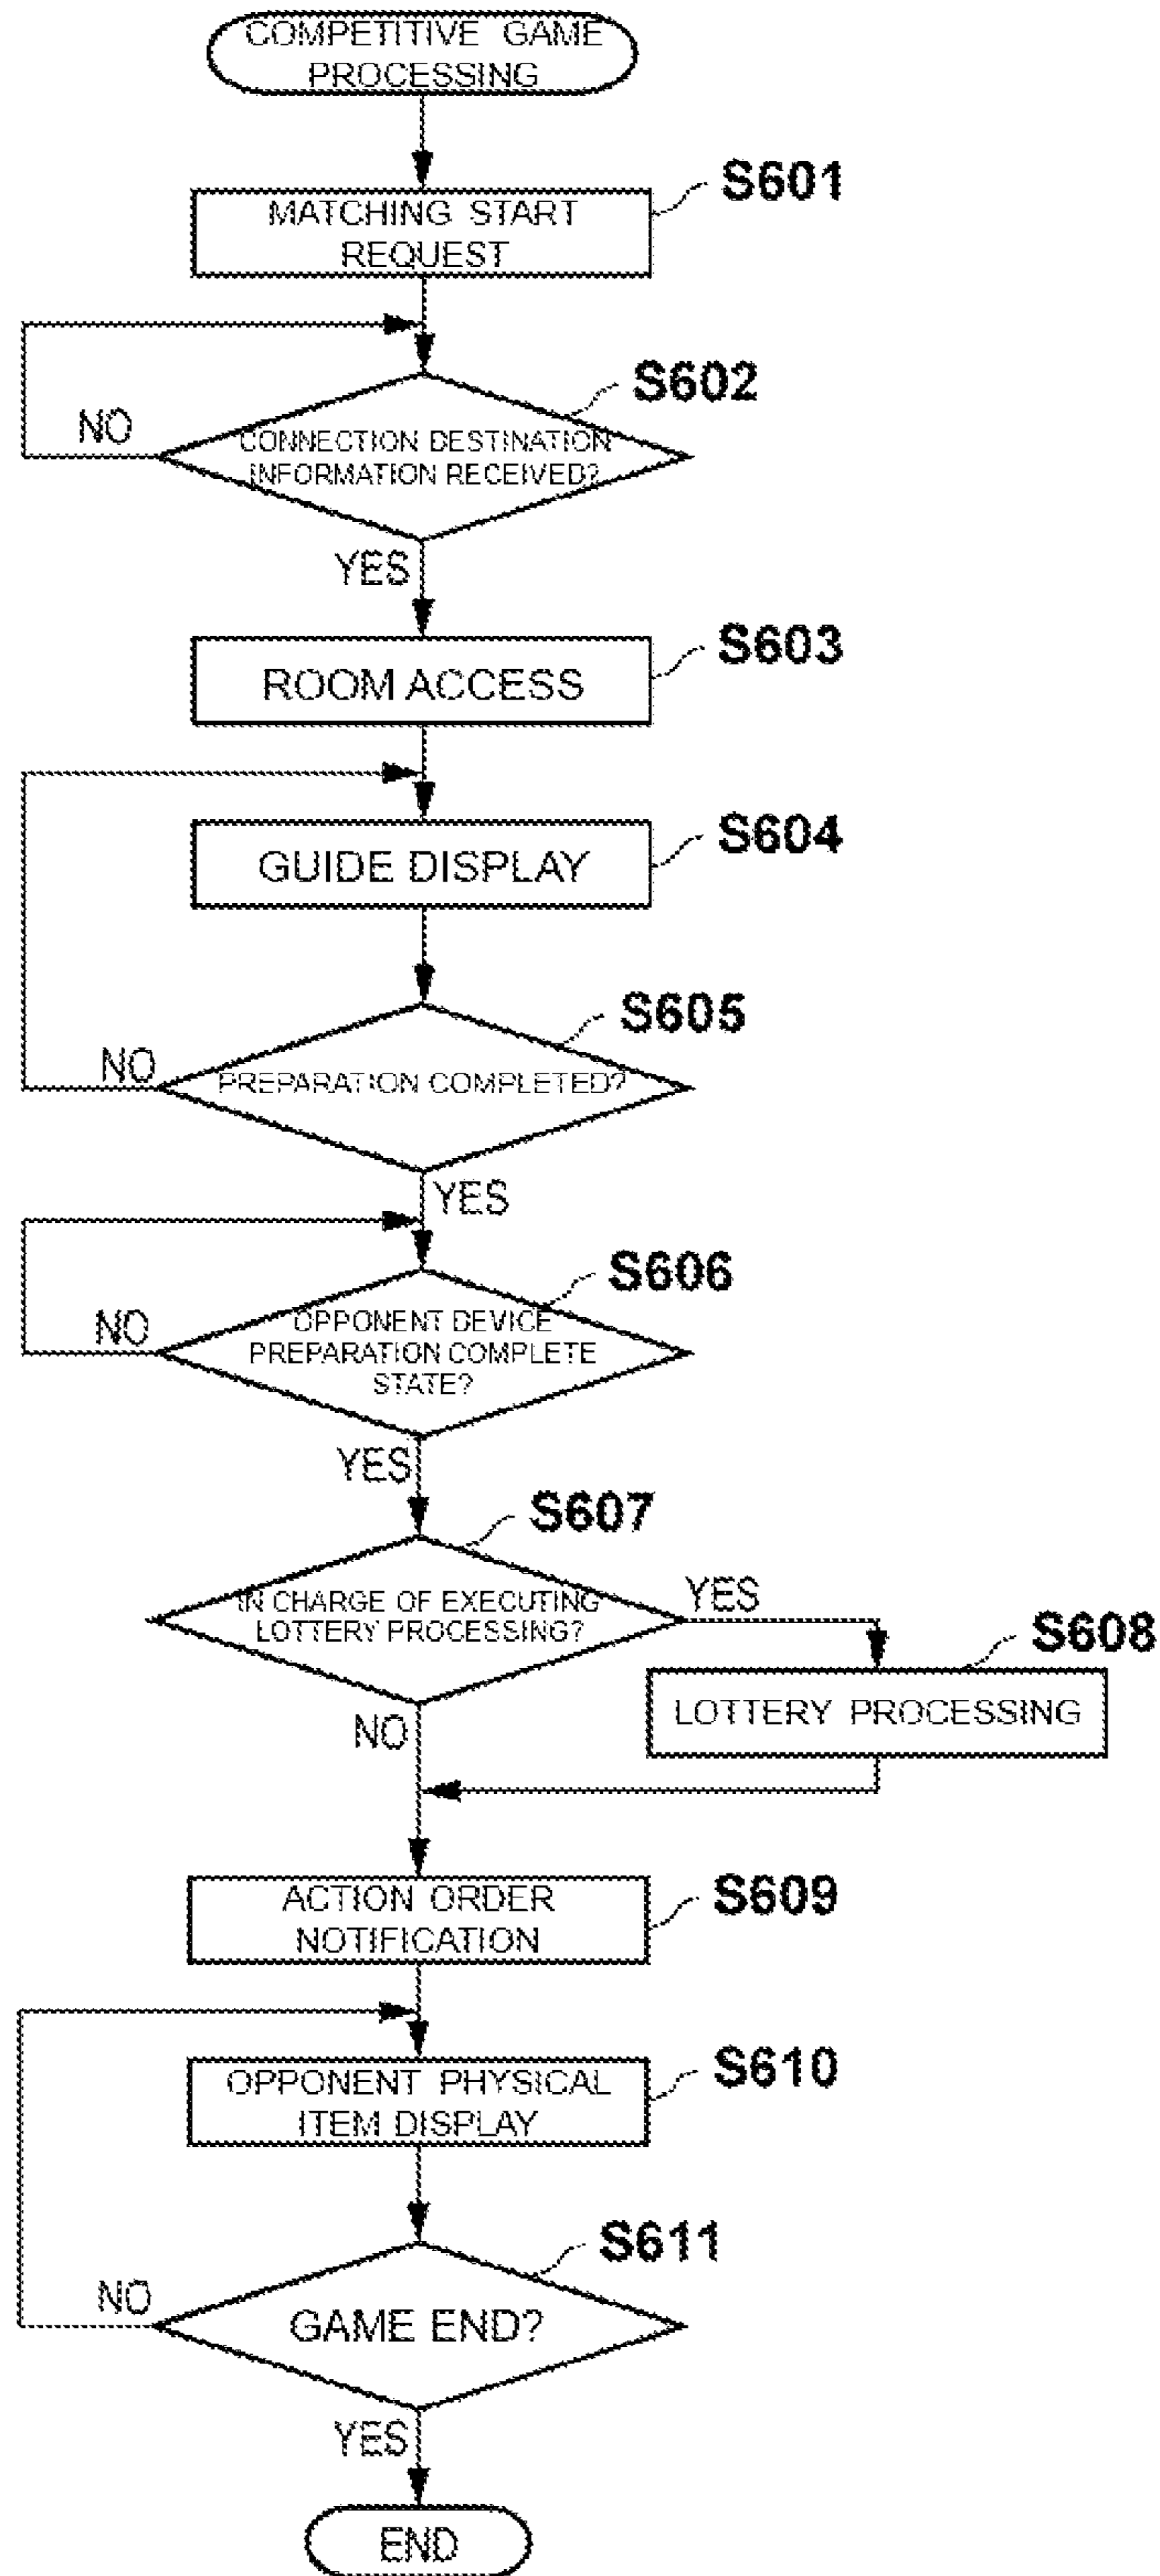 COMPETITIVE GAME
PROCESSING
S601
MATCHING START
REQUEST
S602
NO
CONNECTION DESTINATION
INFORMATION RECEIVED?
YES
S603
ROOM ACCESS
S604
GUIDE DISPLAY
S605
NO
PREPARATION COMPLETED?
YES
S606
NO
OPPONENT DEVICE
PREPARATION COMPLETE
STATE?
YES
S607
IN CHARGE OF EXECUTING
LOTTERY PROCESSING?
YES
S608
LOTTERY PROCESSING
NO
S609
ACTION ORDER
NOTIFICATION
S610
OPPONENT PHYSICAL
ITEM DISPLAY
S611
NO
GAME END?
YES
END